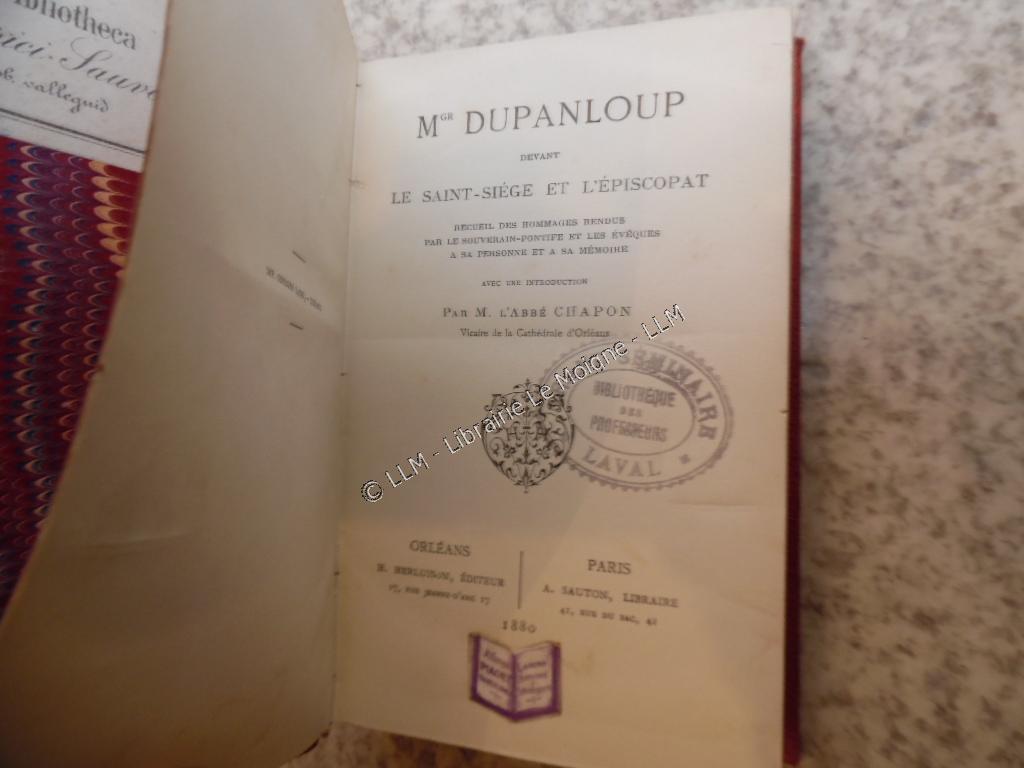 Bibliotheca
Mgr DUPANLOUP
DEVANT
LE SAINT-SIÉGE ET L'ÉPISCOPAT
RECUEIL DES HOMMAGES RENDUS
PAR LE SOUVERAIN-PONTIFE ET LES ÉVÊQUES
A SA PERSONNE ET A SA MÉMOIRE
AVEC UNE INTRODUCTION
PAR M. L'ABBÉ CHAPON
Vicaire de la Cathédrale d'Orléans
© LLM - Librairie Le Moigne - LLM
SÉMINAIRE
BIBLIOTHÈQUE
DES
PROFESSEURS
LAVAL
ORLÉANS
H. HERLUISON, ÉDITEUR
17, RUE JEANNE-D'ARC 17
PARIS
A. SAUTON, LIBRAIRE
41, RUE DU BAC, 41
1880